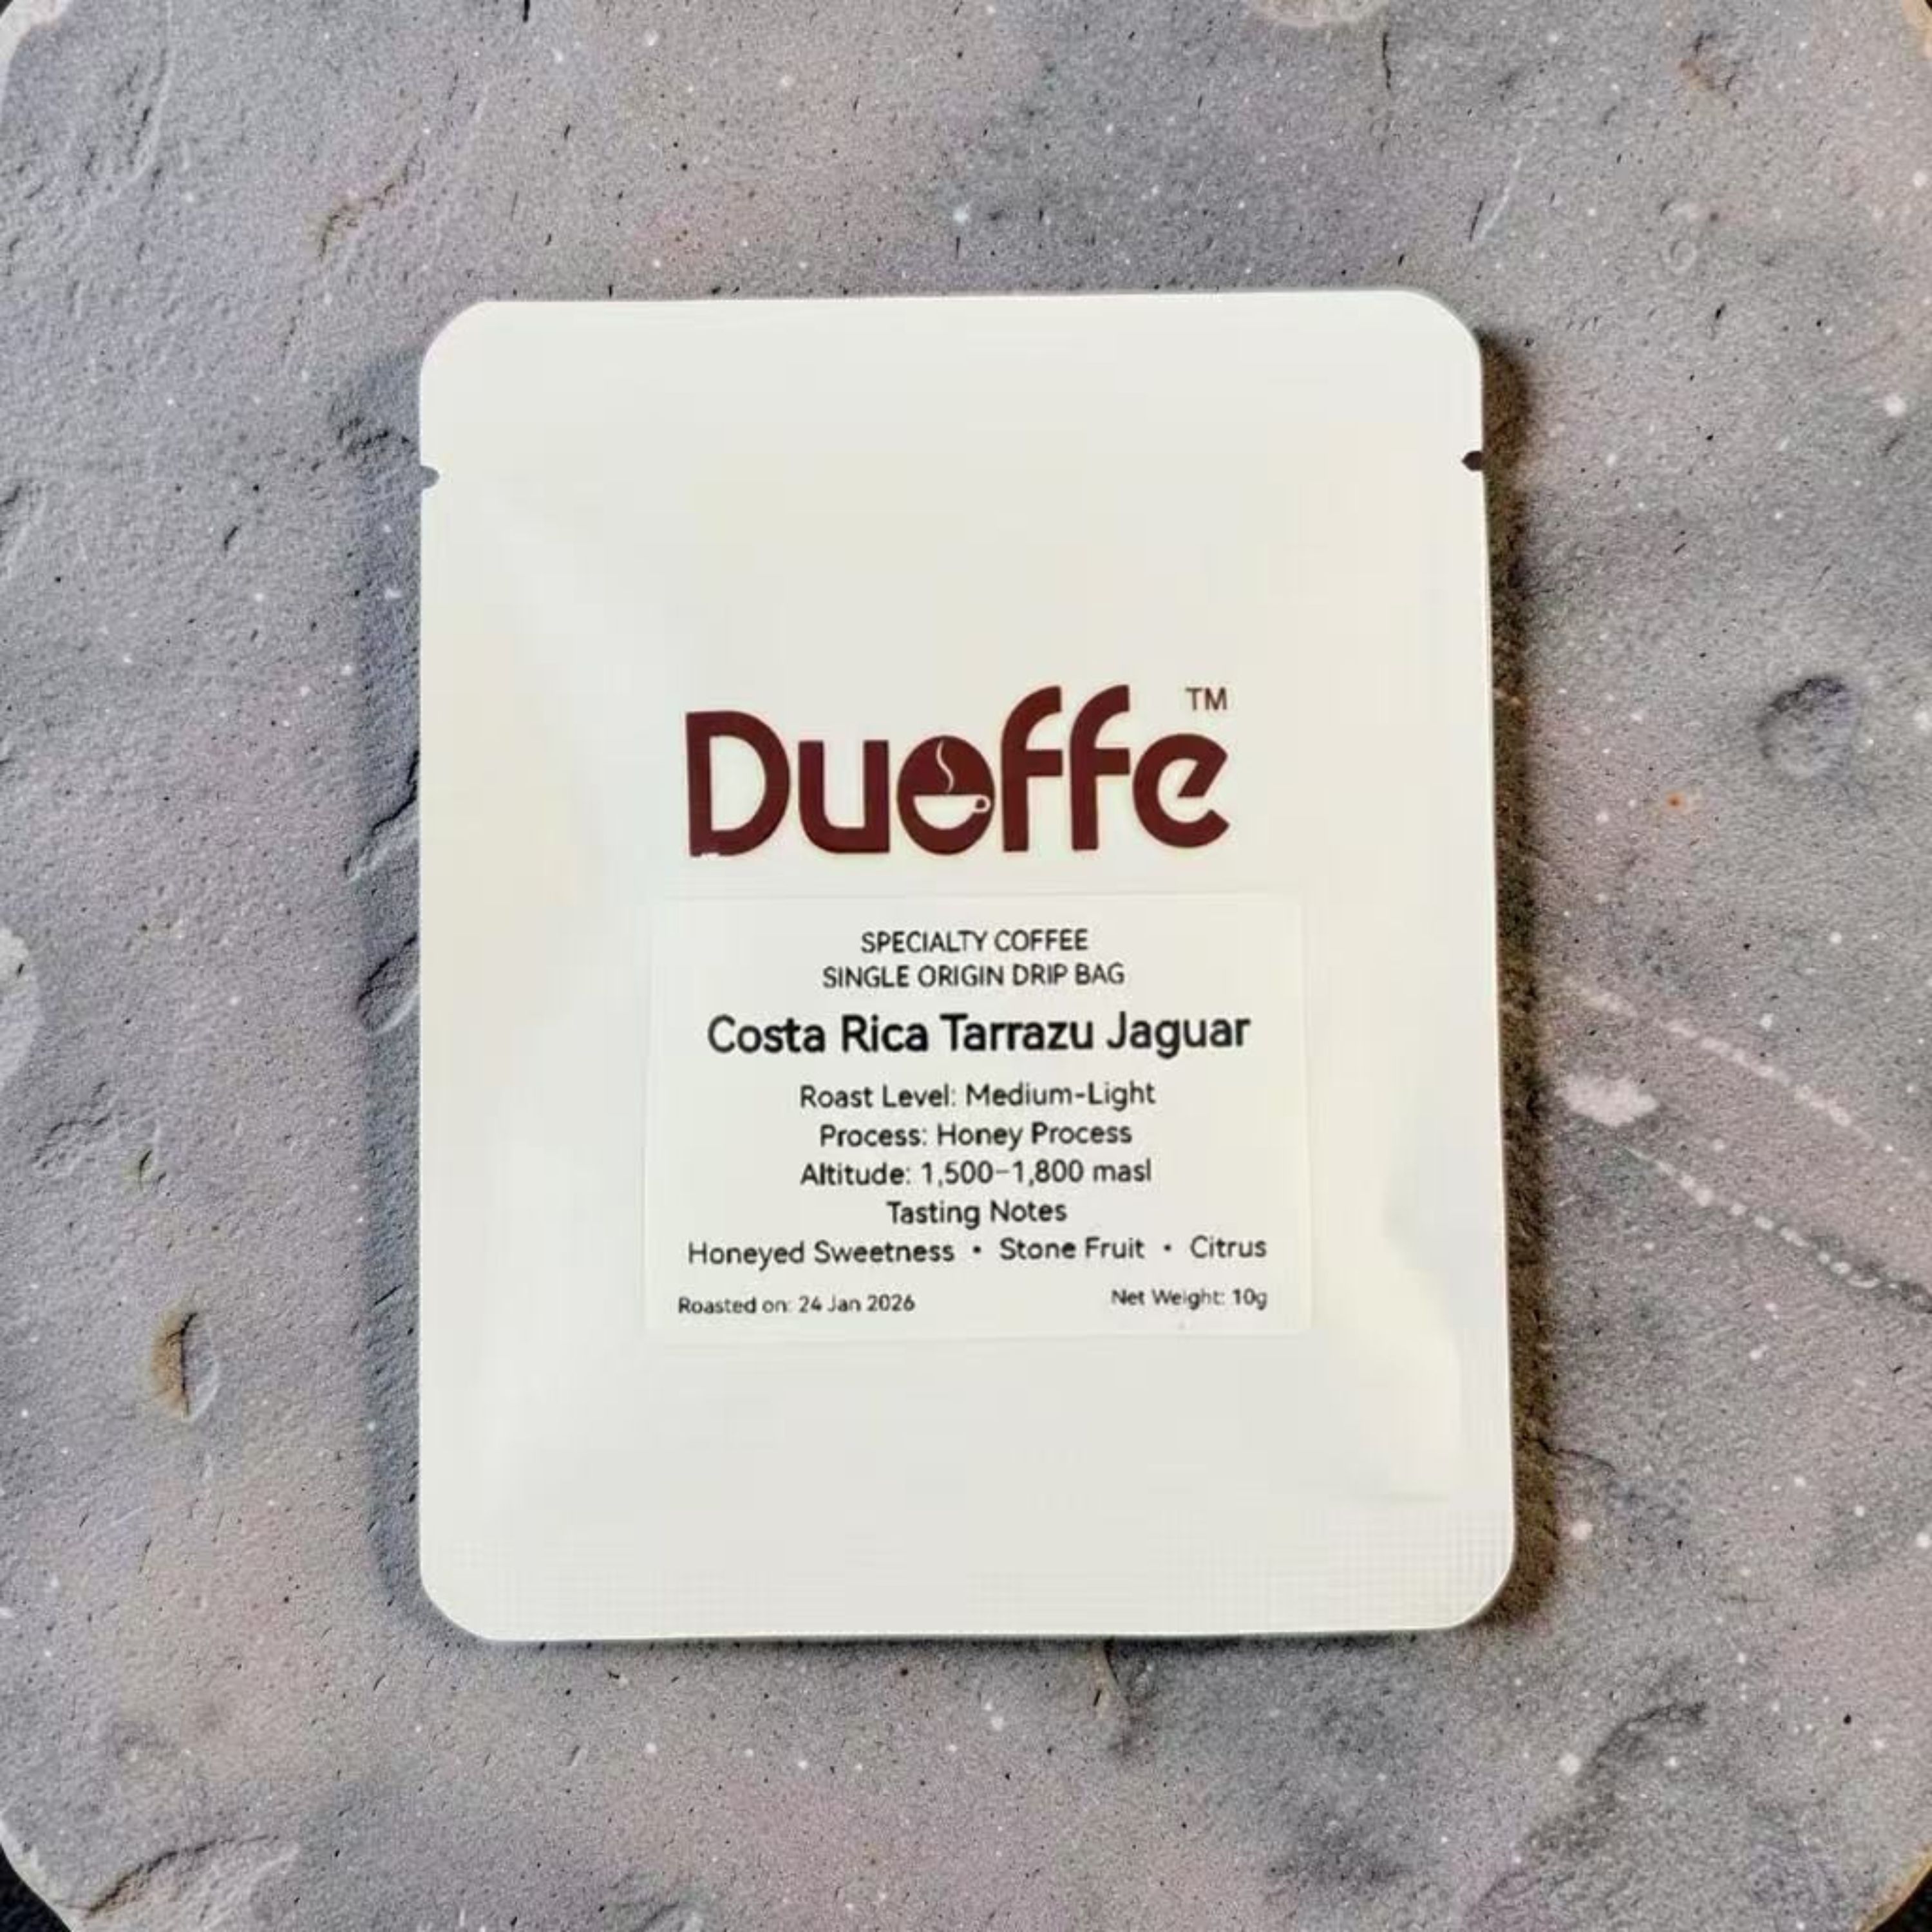 Duoffe™
SPECIALTY COFFEE
SINGLE ORIGIN DRIP BAG
Costa Rica Tarrazu Jaguar
Roast Level: Medium-Light
Process: Honey Process
Altitude: 1,500–1,800 masl
Tasting Notes
Honeyed Sweetness • Stone Fruit • Citrus
Roasted on: 24 Jan 2026 Net Weight: 10g